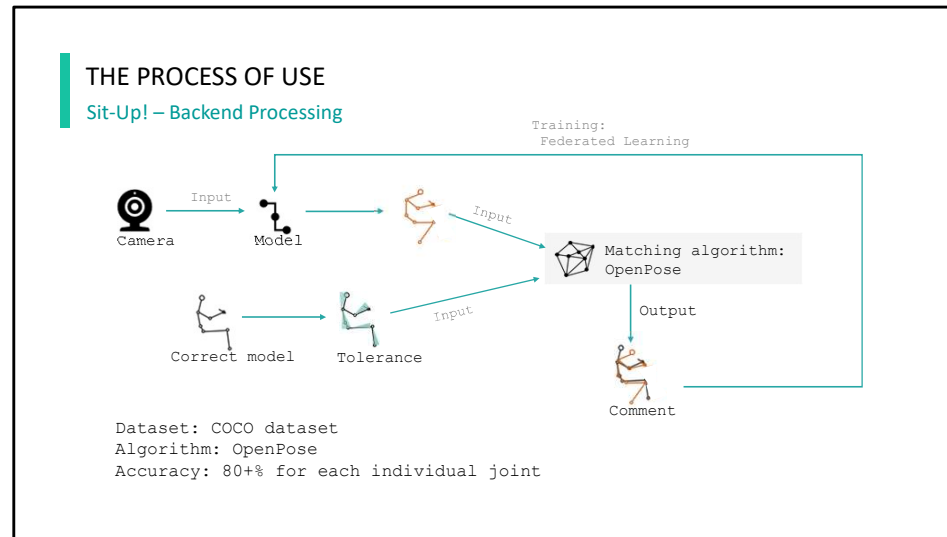 THE PROCESS OF USE
Sit-Up! – Backend Processing
Training:
Federated Learning
Input
Camera
Model
Input
Matching algorithm:
OpenPose
Input
Output
Correct model
Tolerance
Comment
Dataset: COCO dataset
Algorithm: OpenPose
Accuracy: 80+% for each individual joint